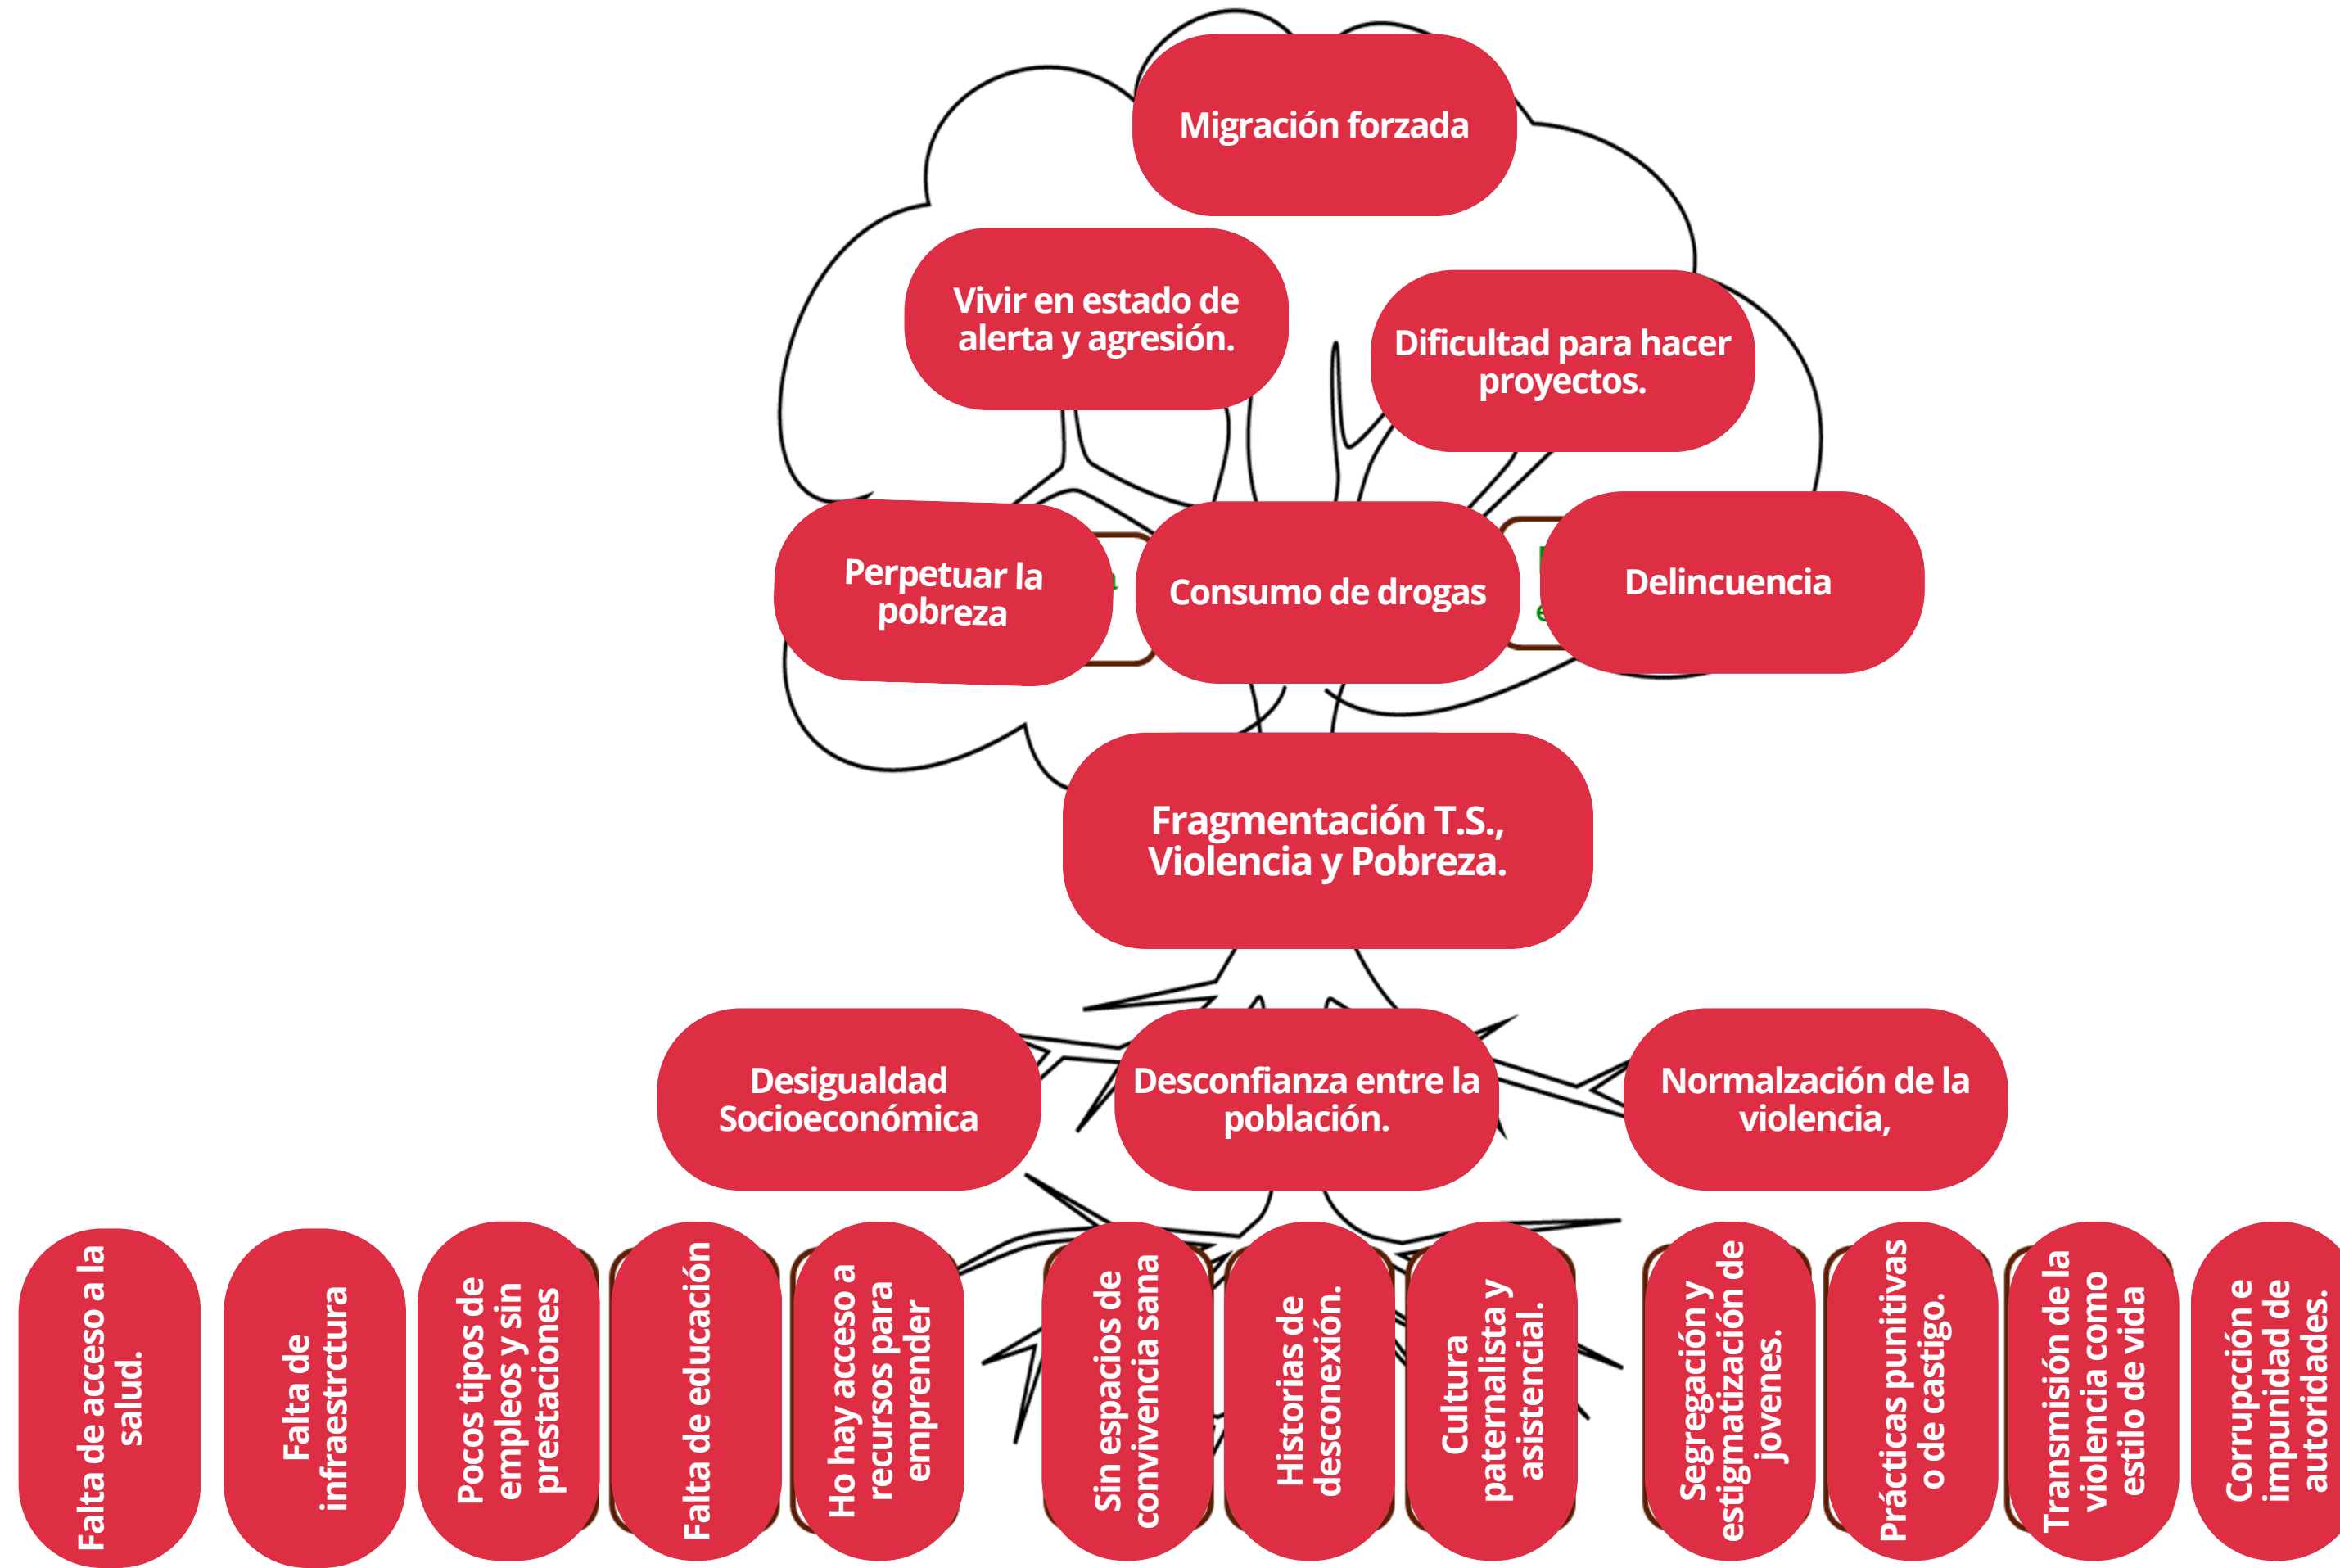 Migración forzada
Vivir en estado de
alerta y agresión.
Dificultad para hacer
proyectos.
Perpetuar la
pobreza
Consumo de drogas
Delincuencia
Fragmentación T.S.,
Violencia y Pobreza.
Desigualdad
Socioeconómica
Desconfianza entre la
población.
Normalzación de la
violencia,
Falta de acceso a la
salud.
Falta de
infraestrctura
Pocos tipos de
empleos y sin
prestaciones
Falta de educación
Ho hay acceso a
recursos para
emprender
Sin espacios de
convivencia sana
Historias de
desconexión.
Cultura
paternalista y
asistencial.
Segregación y
estigmatización de
jovenes.
Prácticas punitivas
o de castigo.
Transmisión de la
violencia como
estilo de vida
Corrupción e
impunidad de
autoridades.